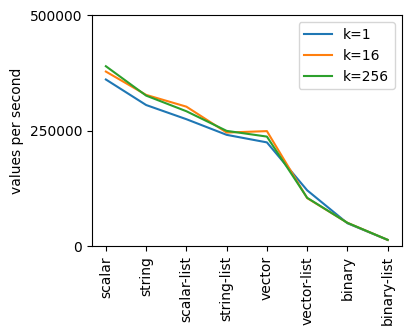 500000
250000
0
values per second
k=1
k=16
k=256
scalar
string
scalar-list
string-list
vector
vector-list
binary
binary-list